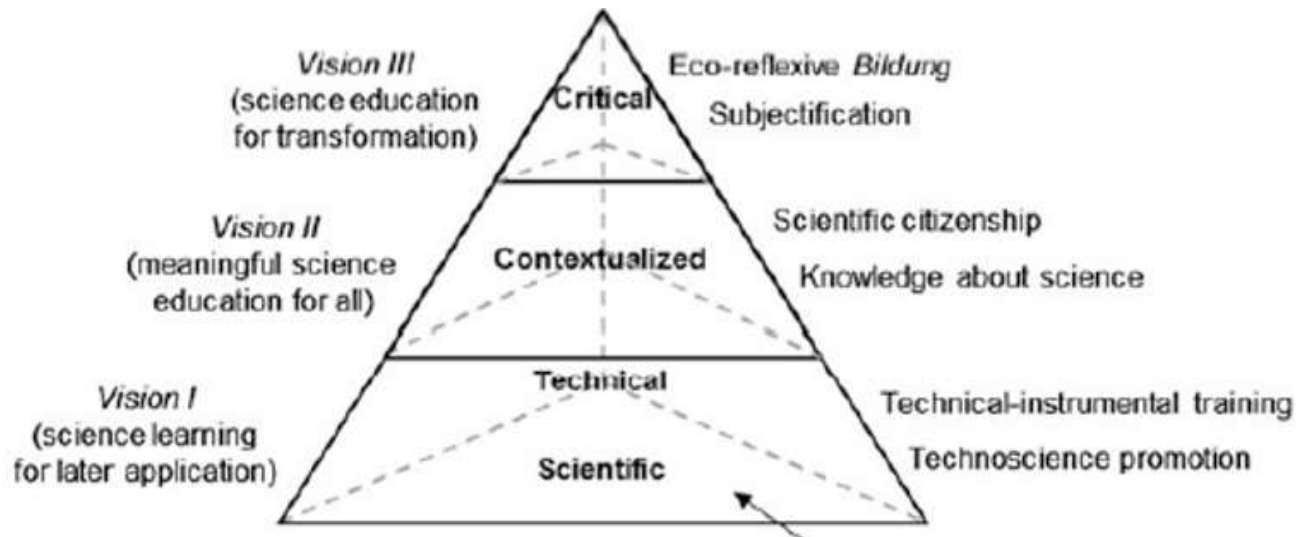 Vision III
(science education
for transformation)
Critical
Eco-reflexive Bildung
Subjectification
Vision II
(meaningful science
education for all)
Contextualized
Scientific citizenship
Knowledge about science
Vision I
(science learning
for later application)
Technical
Scientific
Technical-instrumental training
Technoscience promotion